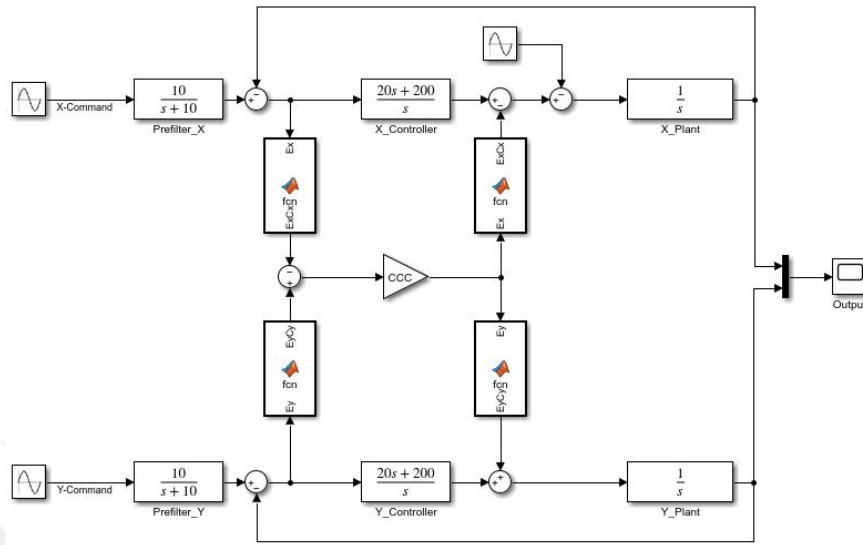 X-Command
10
s + 10
Prefilter_X
20s + 200
s
X_Controller
1
s
X_Plant
Ex
fcn
ExCx
ExCx
fcn
Ex
CCC
EyCy
fcn
Ey
Ey
fcn
EyCy
Output
Y-Command
10
s + 10
Prefilter_Y
20s + 200
s
Y_Controller
1
s
Y_Plant